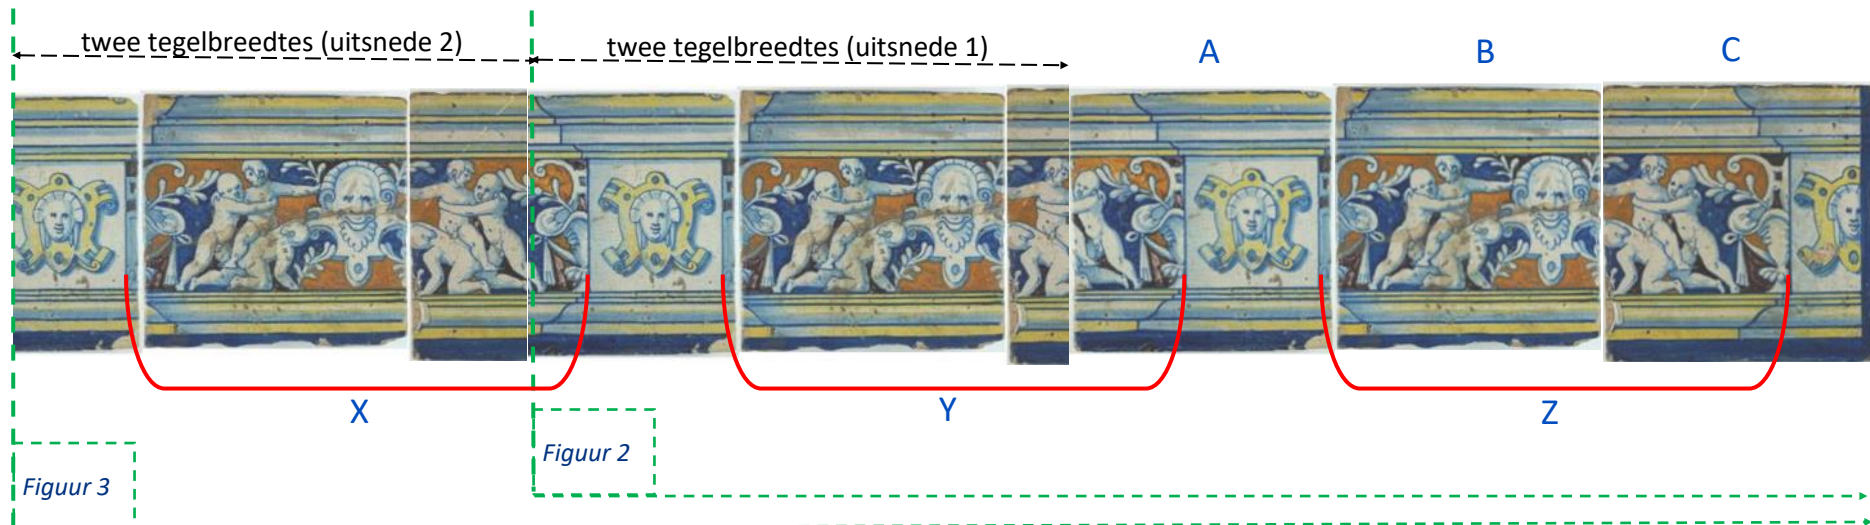 twee tegelbreedtes (uitsnede 2)
twee tegelbreedtes (uitsnede 1)
A
B
C
X
Y
Z
Figuur 2
Figuur 3